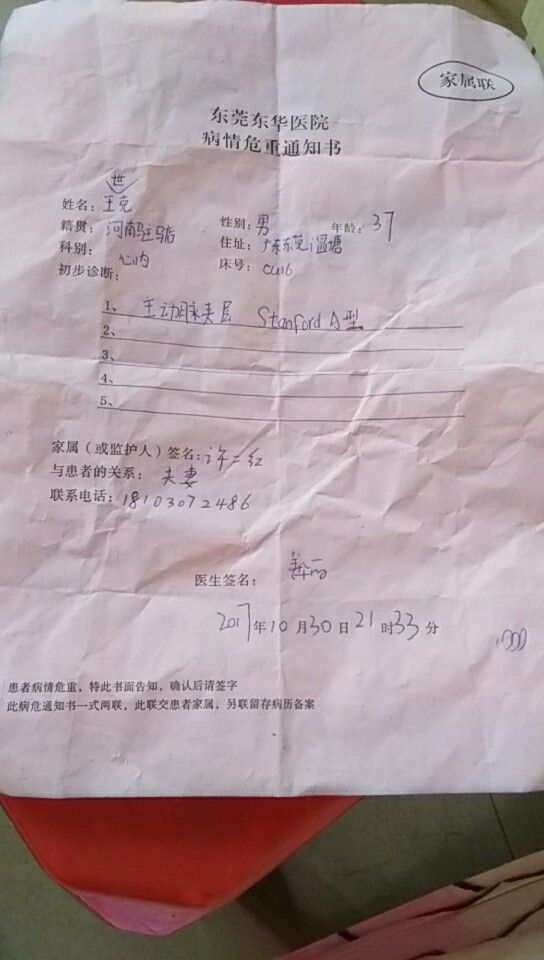 家属联
东莞东华医院
病情危重通知书
世
姓名：王克
籍贯：河南驻马店 性别：男 年龄：37
科别：心内 住址：广东东莞温塘
初步诊断： 床号：CU16
1、主动脉夹层 Stanford A型
2、
3、
4、
5、
家属（或监护人）签名：许二红
与患者的关系：夫妻
联系电话：18103072486
医生签名：
2017年10月30日21时33分
患者病情危重，特此书面告知，确认后请签字
此病危通知书一式两联，此联交患者家属，另联留存病历备案